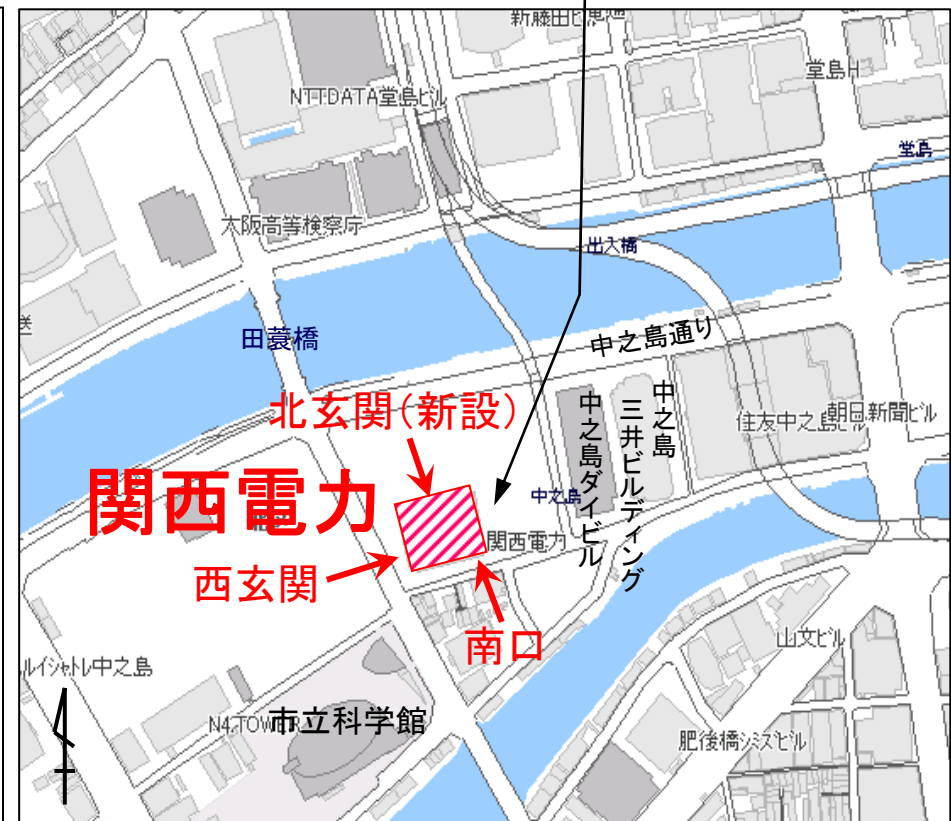 新藤田ビル
堂島H
NTTDATA堂島ビル
堂島
大阪高等検察庁
出入橋
送
田蓑橋
中之島通り
北玄関(新設)
中之島ダイビル
中之島
三井ビルディング
住友中之島ビル
朝日新聞ビル
関西電力
中之島
関西電力
西玄関
南口
山文ビル
ルイシャトレ中之島
N4.TOWER
市立科学館
肥後橋シミズビル